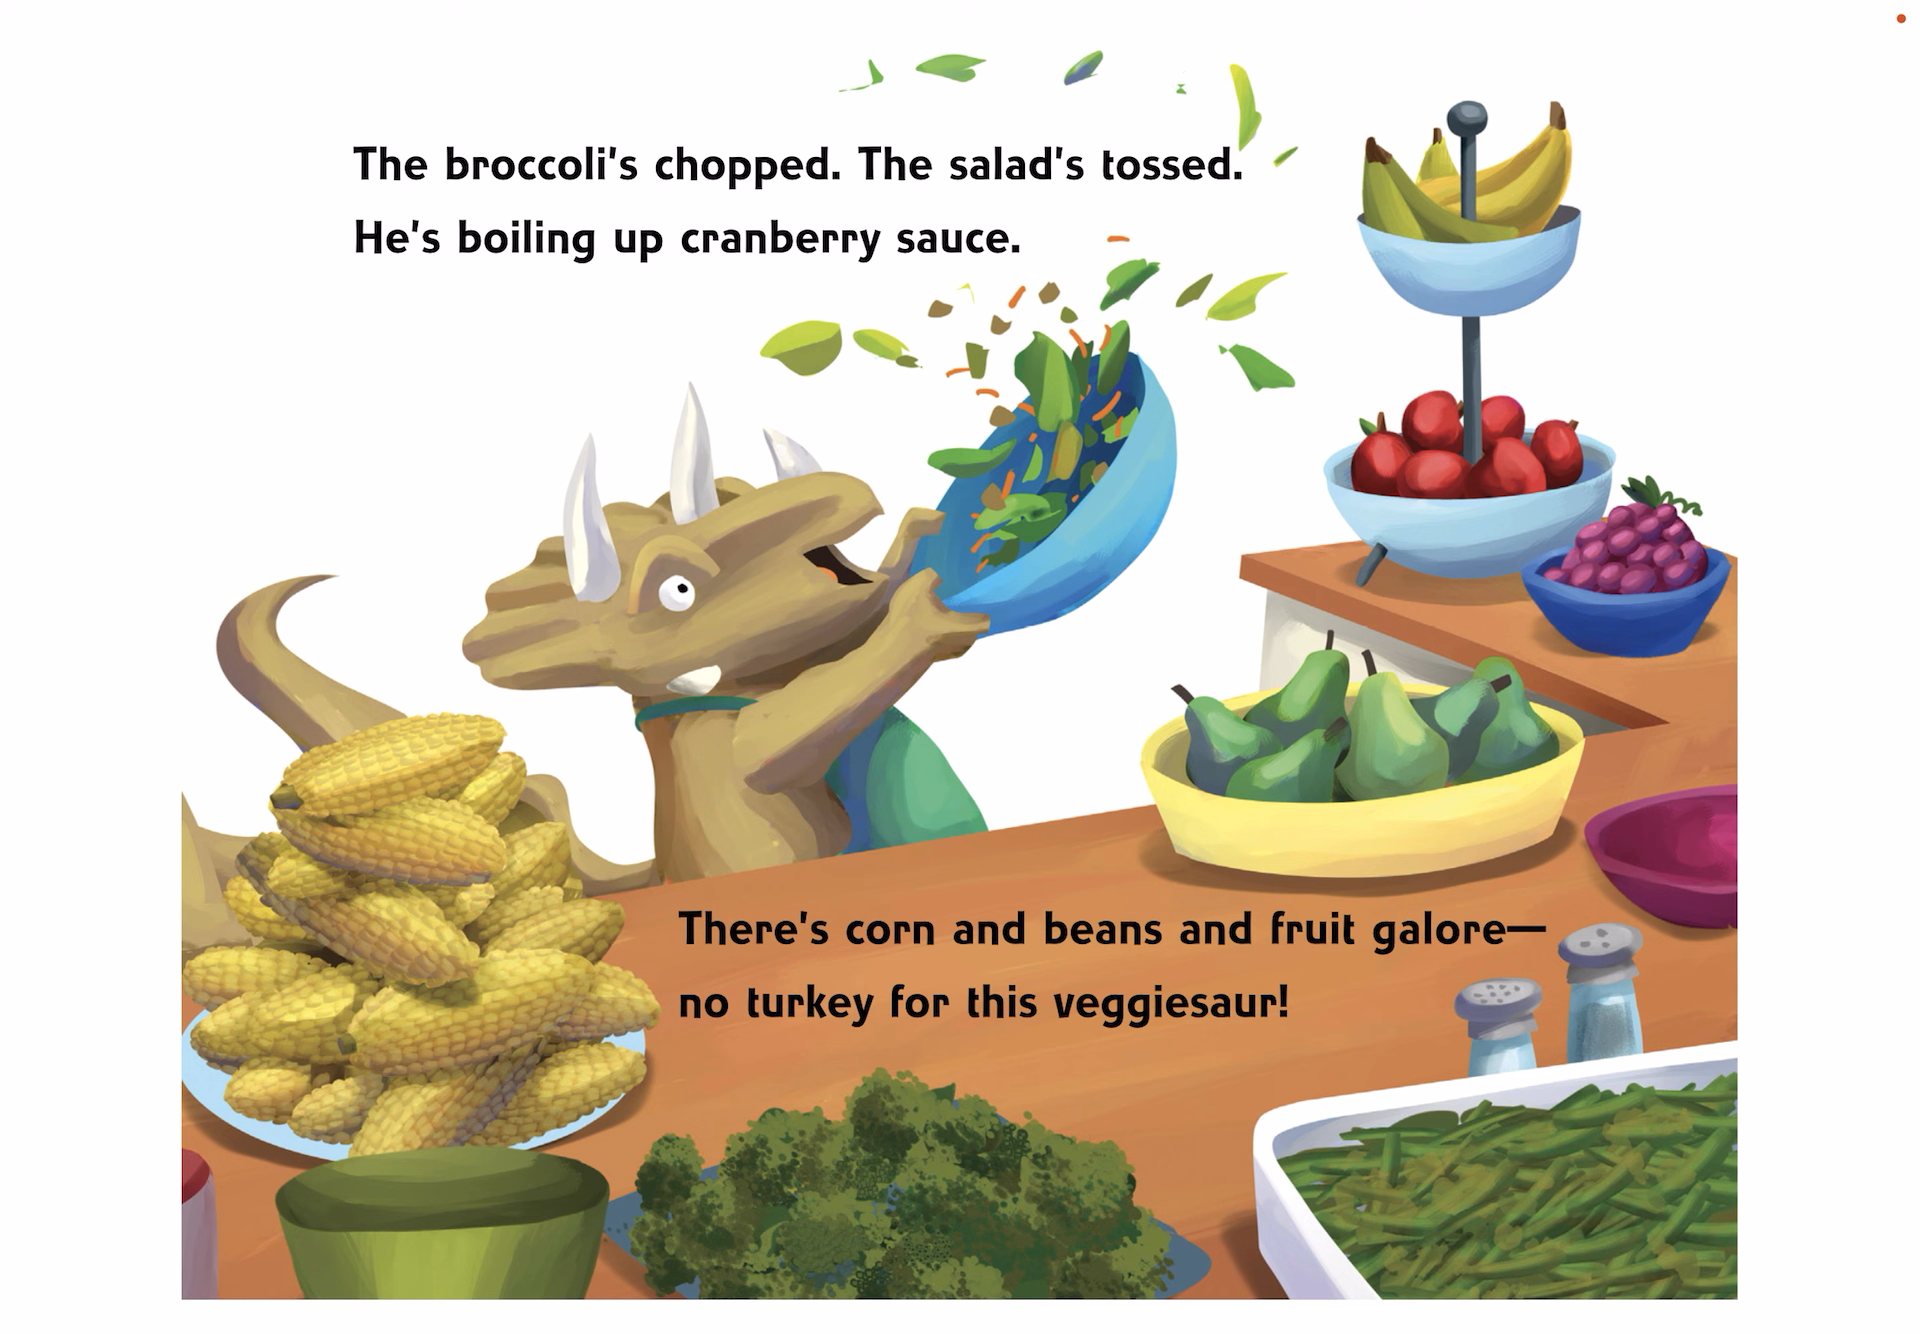 The broccoli's chopped. The salad's tossed.
He's boiling up cranberry sauce.
There's corn and beans and fruit galore—
no turkey for this veggiesaur!